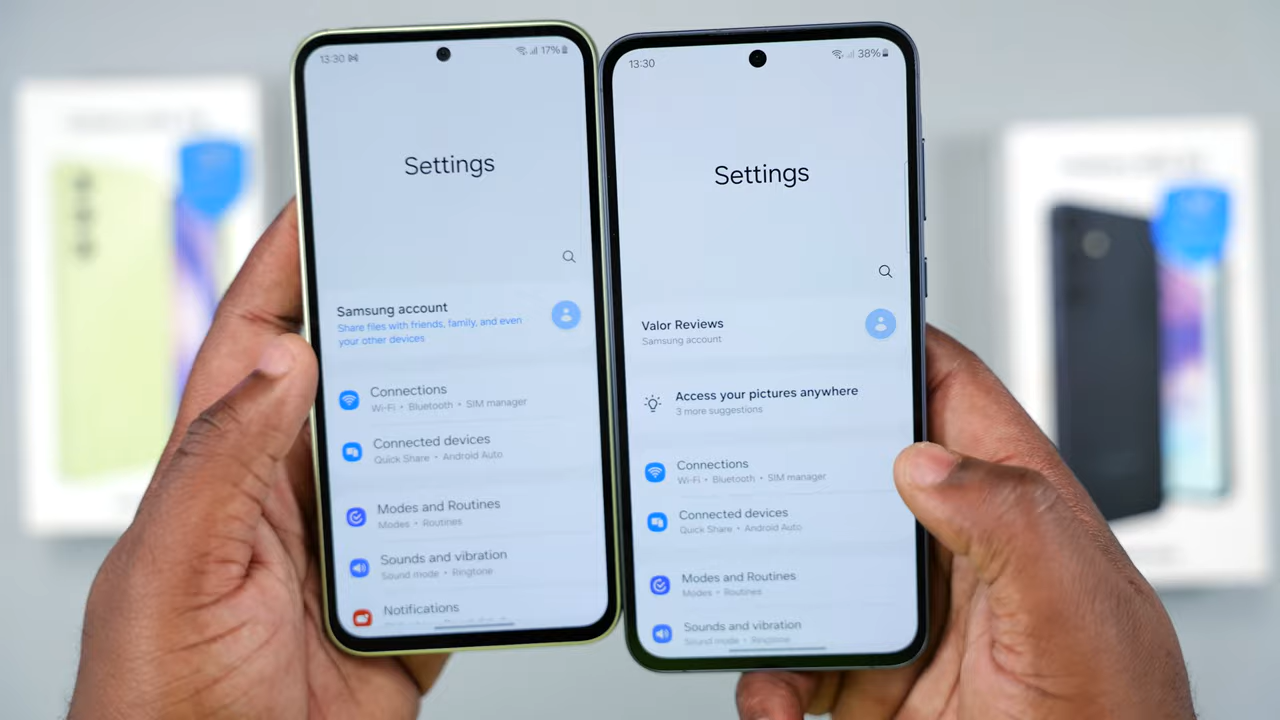 13:30
17%
Settings
Samsung account
Share files with friends, family, and even
your other devices
Connections
Wi-Fi • Bluetooth • SIM manager
Connected devices
Quick Share • Android Auto
Modes and Routines
Modes • Routines
Sounds and vibration
Sound mode • Ringtone
Notifications
13:30
38%
Settings
Valor Reviews
Samsung account
Access your pictures anywhere
3 more suggestions
Connections
Wi-Fi • Bluetooth • SIM manager
Connected devices
Quick Share • Android Auto
Modes and Routines
Modes • Routines
Sounds and vibration
Sound mode • Ringtone